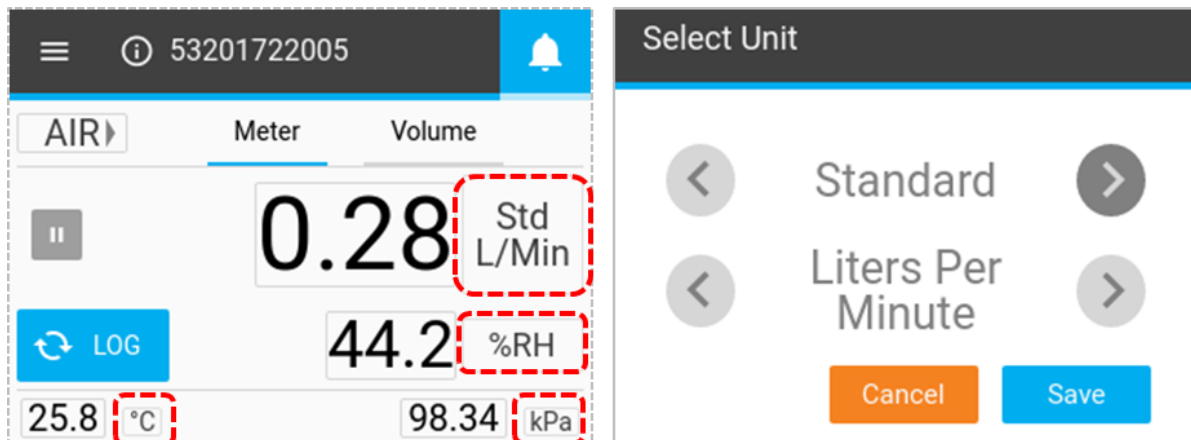 53201722005
AIR
Meter Volume
0.28 Std
L/Min
LOG 44.2 %RH
25.8 °C 98.34 kPa
Select Unit
Standard
Liters Per
Minute
Cancel Save